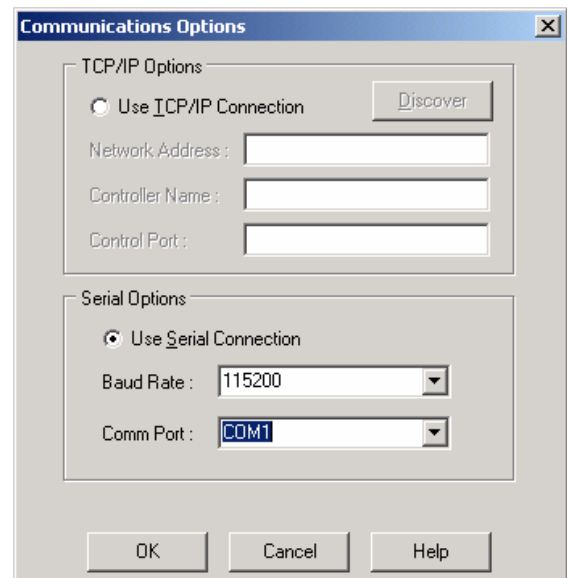 Communications Options
TCP/IP Options
Use TCP/IP Connection
Discover
Network Address :
Controller Name :
Control Port :
Serial Options
Use Serial Connection
Baud Rate : 115200
Comm Port : COM1
OK Cancel Help